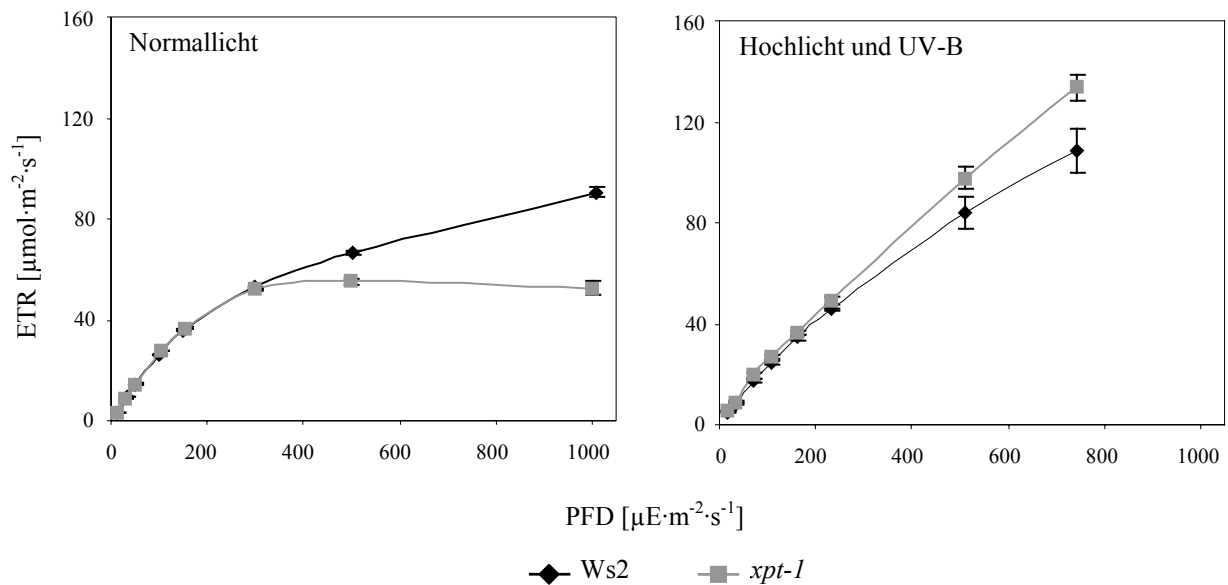 Normallicht
Hochlicht und UV-B
ETR [µmol·m⁻²·s⁻¹]
160
120
80
40
0
0 200 400 600 800 1000
160
120
80
40
0
0 200 400 600 800 1000
PFD [µE·m⁻²·s⁻¹]
Ws2 xpt-1